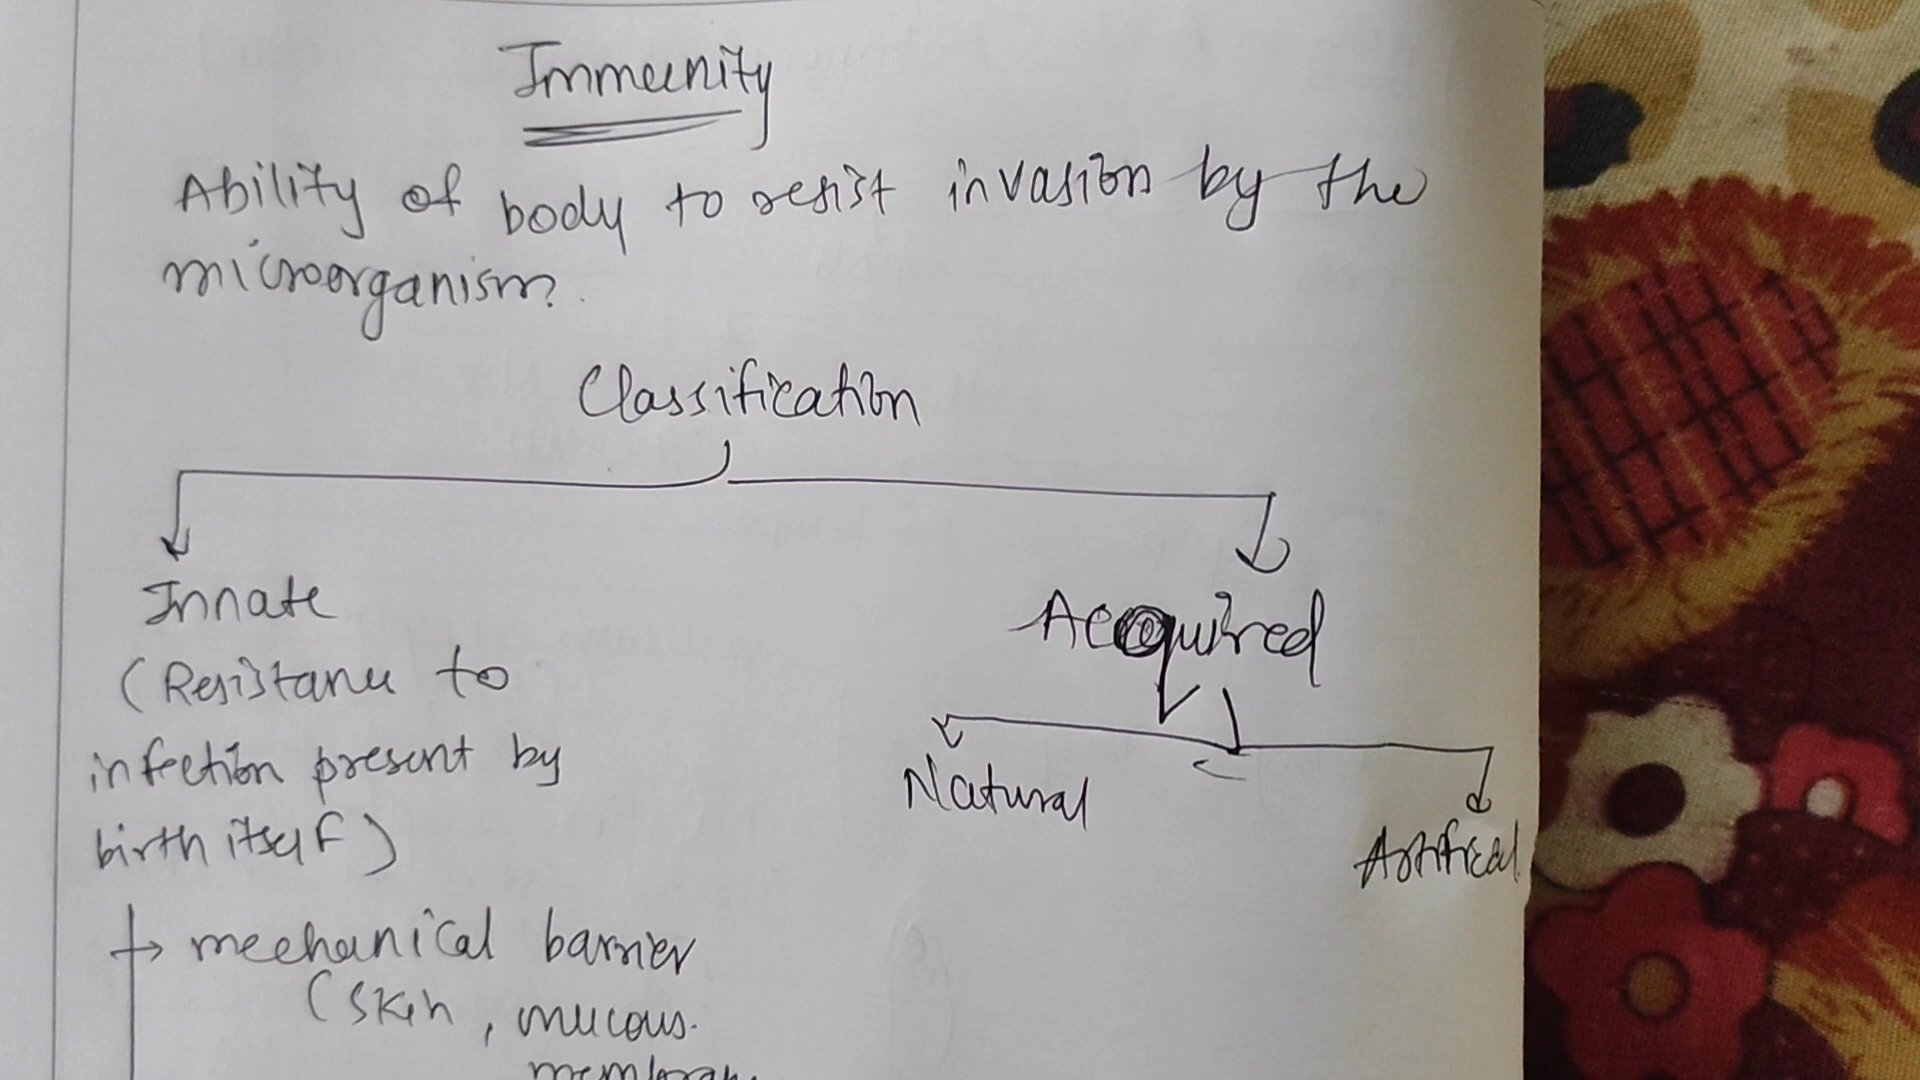 Immunity
Ability of body to resist invasion by the
microorganism.
Classification
Innate
Acquired
(Resistance to
infection present by
birth itself)
Natural
Artifical
→ mechanical barrier
(skin, mucous
membrane